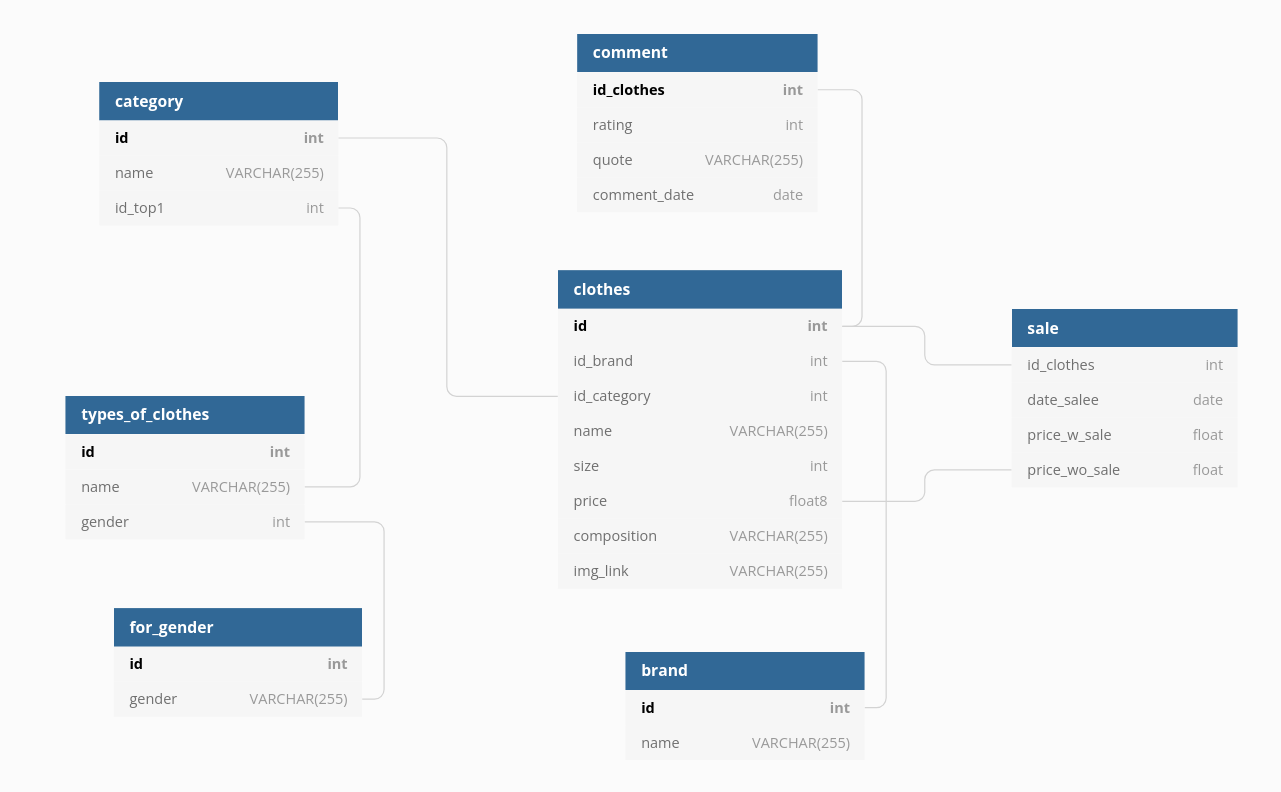 category
id int
name VARCHAR(255)
id_top1 int
comment
id_clothes int
rating int
quote VARCHAR(255)
comment_date date
clothes
id int
id_brand int
id_category int
name VARCHAR(255)
size int
price float8
composition VARCHAR(255)
img_link VARCHAR(255)
sale
id_clothes int
date_salee date
price_w_sale float
price_wo_sale float
types_of_clothes
id int
name VARCHAR(255)
gender int
for_gender
id int
gender VARCHAR(255)
brand
id int
name VARCHAR(255)